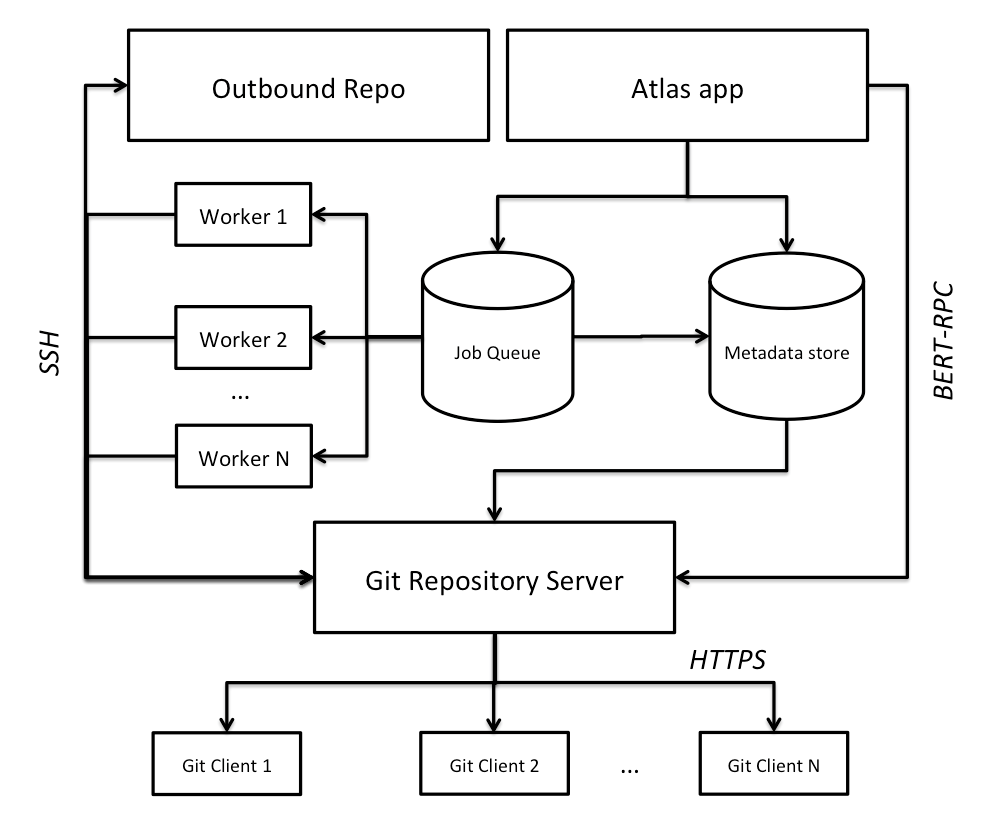 Outbound Repo
Atlas app
Worker 1
Worker 2
...
Worker N
SSH
Job Queue
Metadata store
BERT-RPC
Git Repository Server
HTTPS
Git Client 1
Git Client 2
...
Git Client N